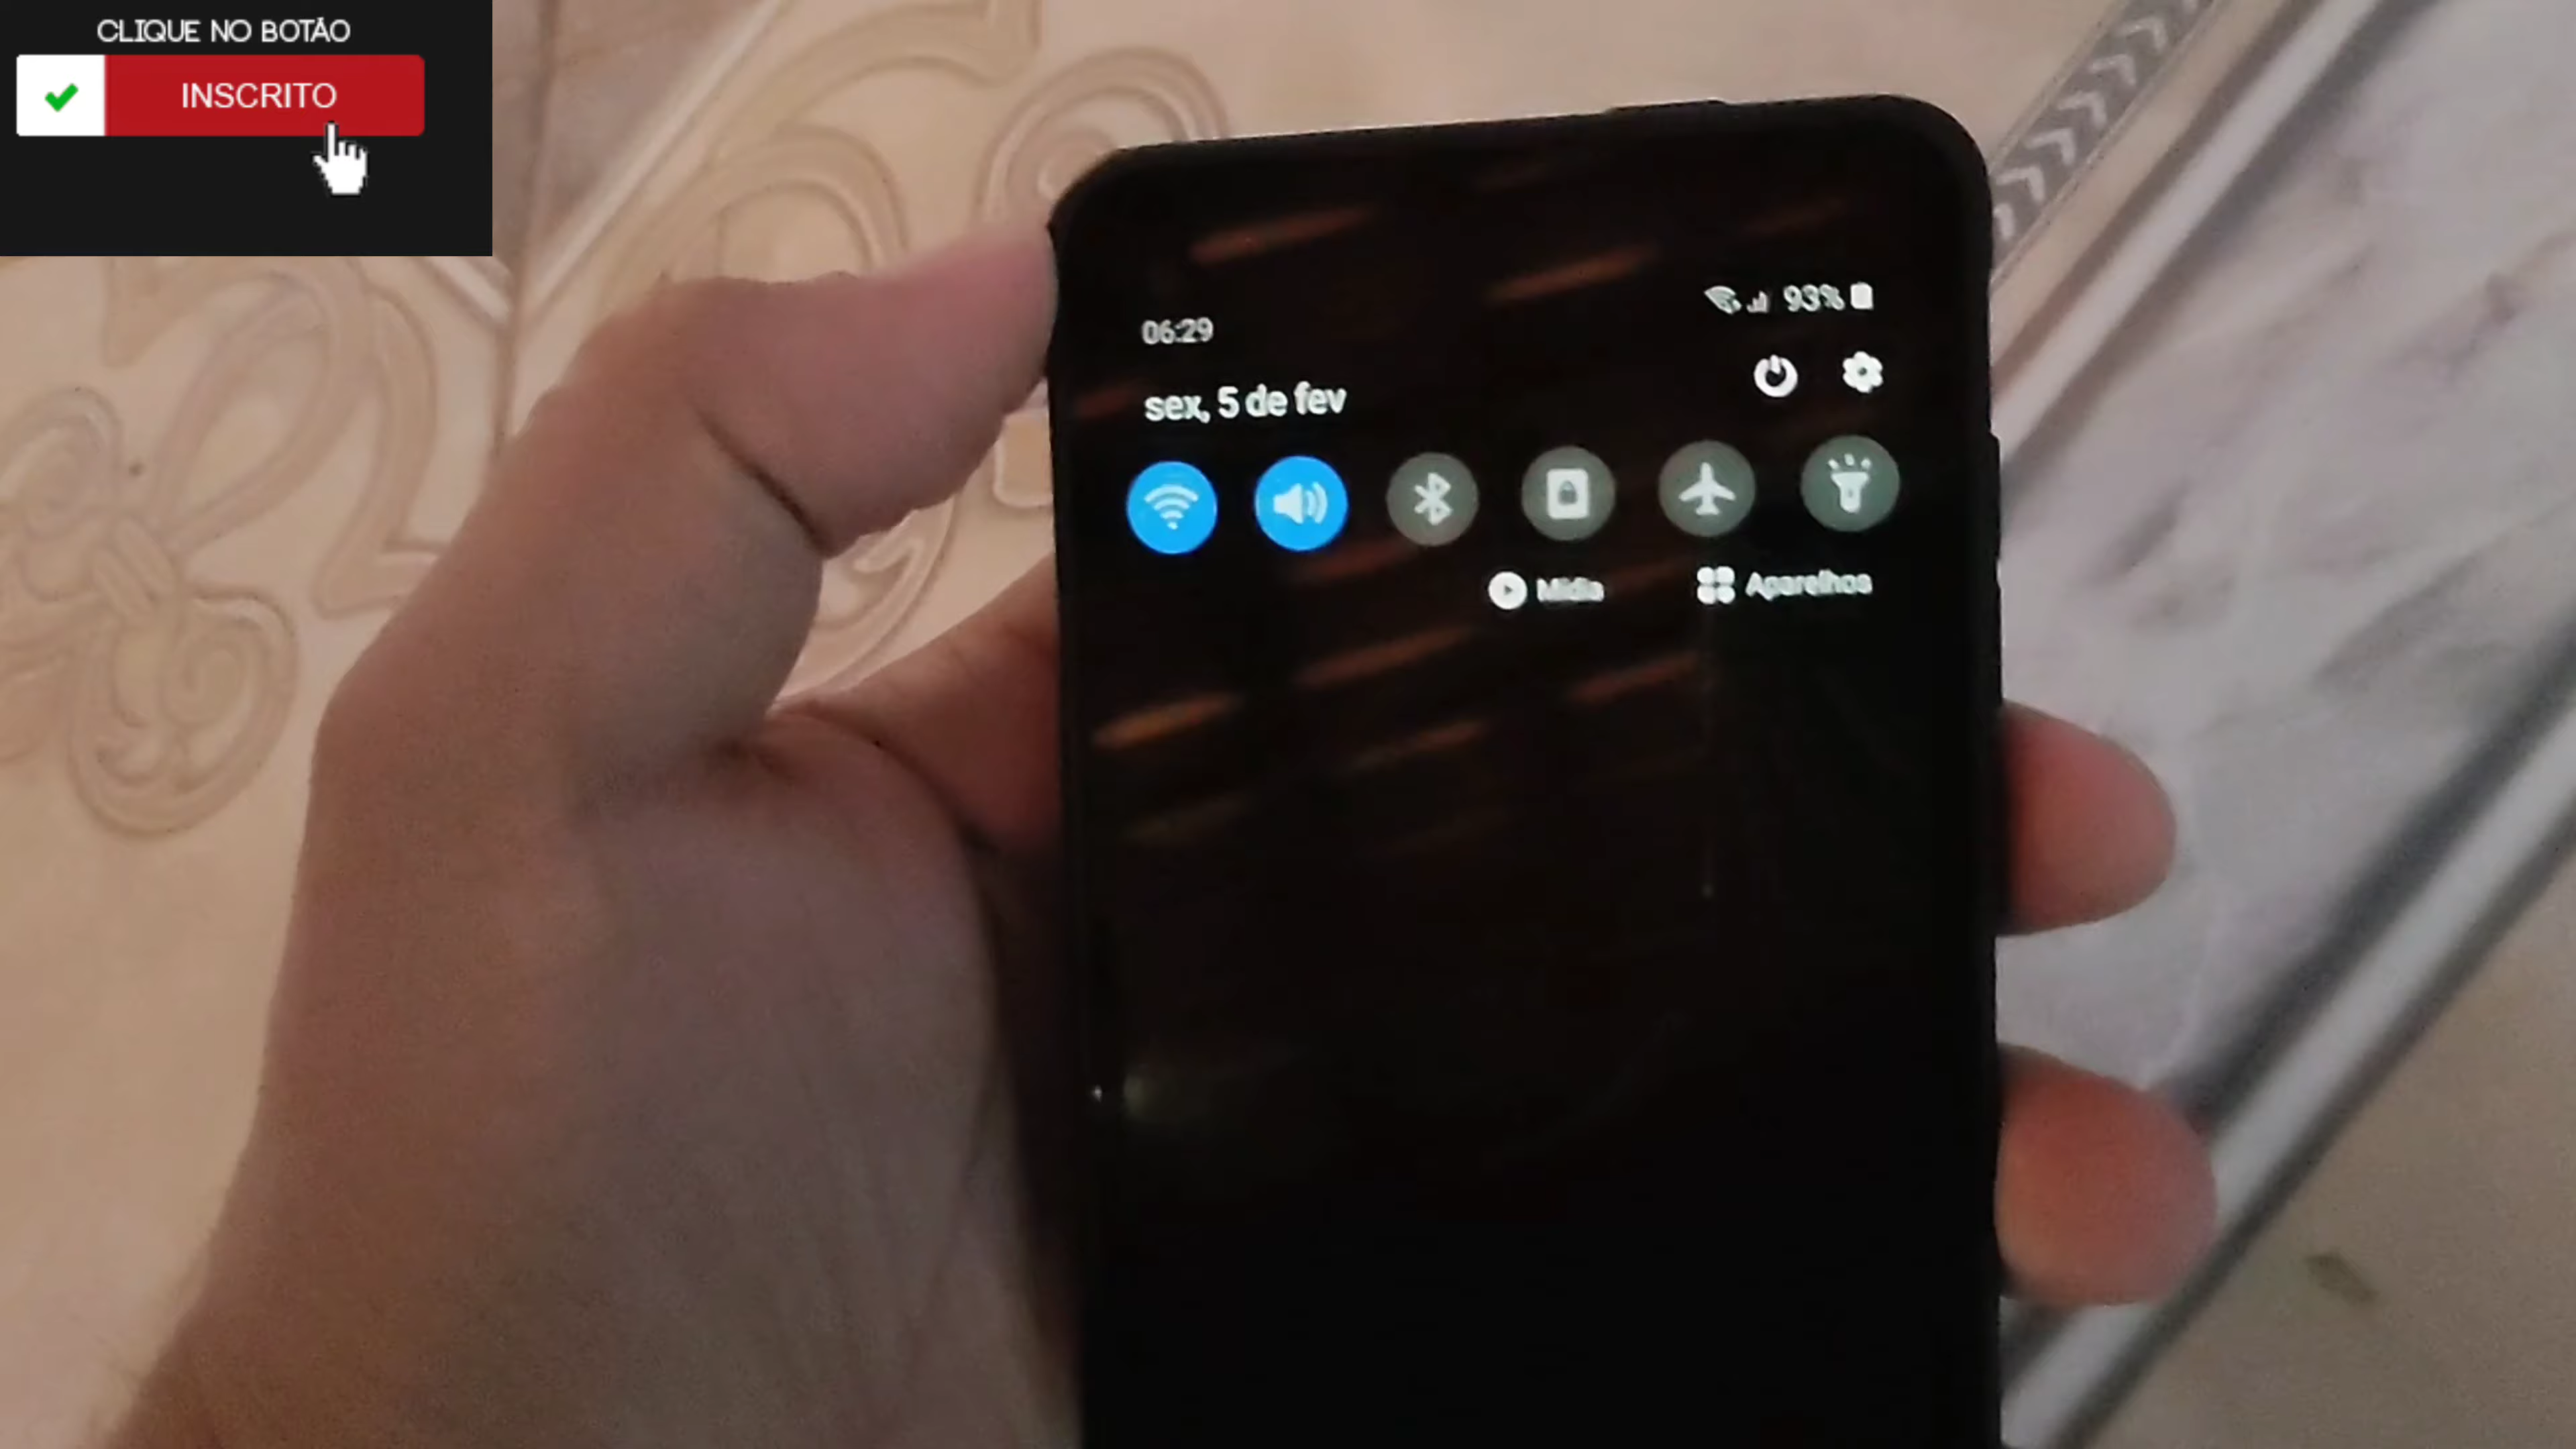 CLIQUE NO BOTÃO
INSCRITO
06:29
93%
sex, 5 de fev
Mídia
Aparelhos